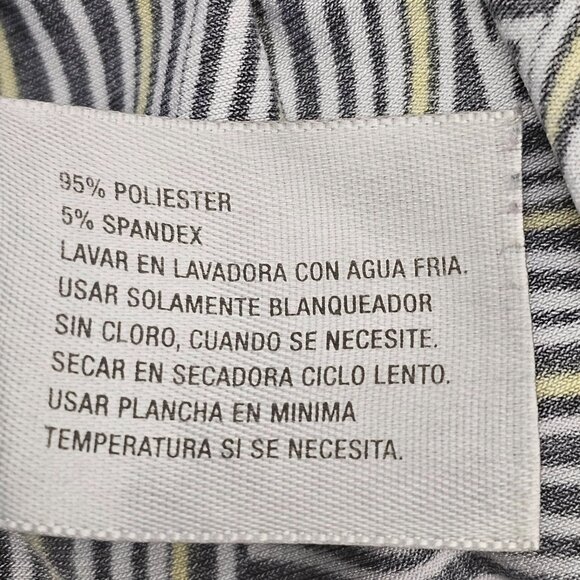 95% POLIESTER
5% SPANDEX
LAVAR EN LAVADORA CON AGUA FRIA.
USAR SOLAMENTE BLANQUEADOR
SIN CLORO, CUANDO SE NECESITE.
SECAR EN SECADORA CICLO LENTO.
USAR PLANCHA EN MINIMA
TEMPERATURA SI SE NECESITA.